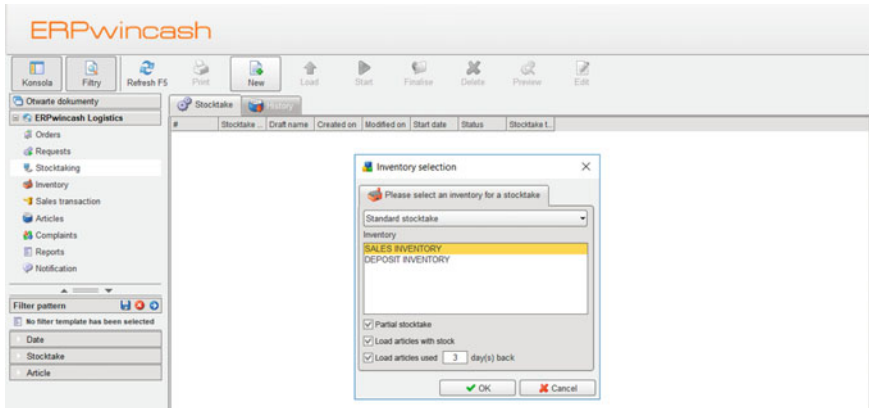 ERPwincash
Konsola Filtry Refresh F5 Print New Load Start Finalise Delete Preview Edit
Otwarte dokumenty
ERPwincash Logistics
Orders
Requests
Stocktaking
Inventory
Sales transaction
Articles
Complaints
Reports
Notification
Filter pattern
No filter template has been selected
Date
Stocktake
Article
Stocktake History
# Stocktake ... Draft name Created on Modified on Start date Status Stocktake t...
Inventory selection
Please select an inventory for a stocktake
Standard stocktake
Inventory
SALES INVENTORY
DEPOSIT INVENTORY
Partial stocktake
Load articles with stock
Load articles used 3 day(s) back
OK Cancel